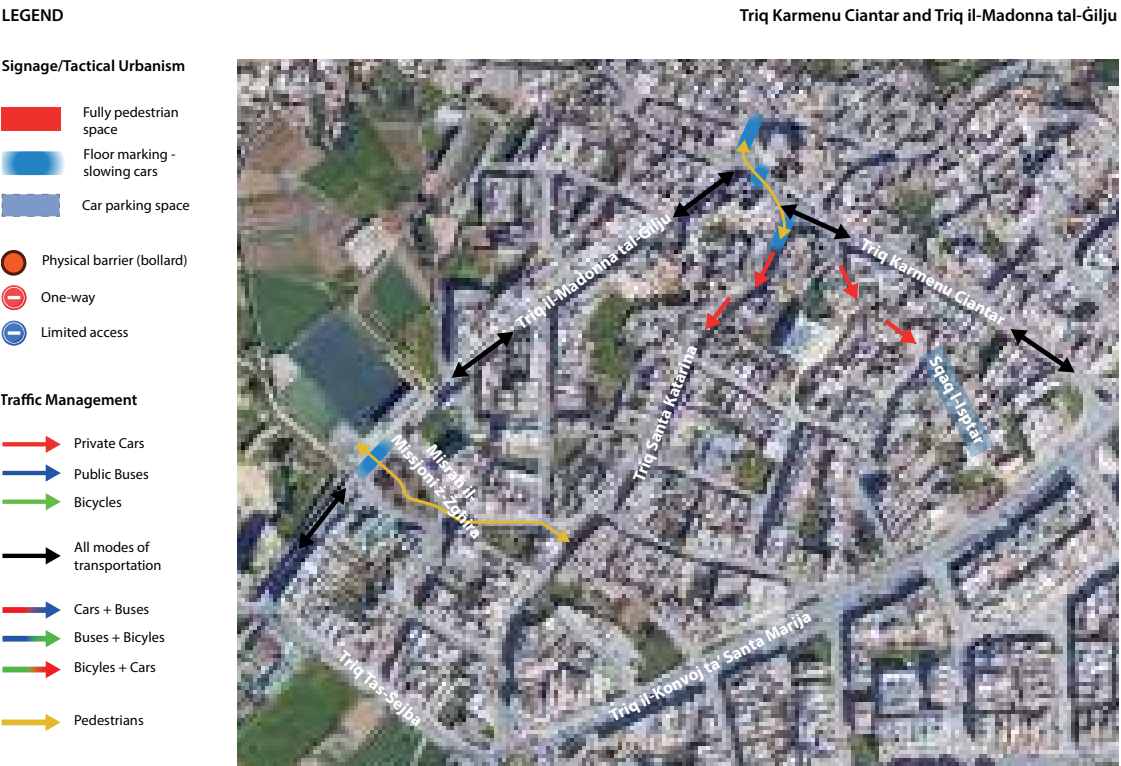 LEGEND
Triq Karmenu Ciantar and Triq il-Madonna tal-Ġilju
Signage/Tactical Urbanism
Fully pedestrian
space
Floor marking -
slowing cars
Car parking space
Physical barrier (bollard)
One-way
Limited access
Traffic Management
Private Cars
Public Buses
Bicycles
All modes of
transportation
Cars + Buses
Buses + Bicyles
Bicyles + Cars
Pedestrians
Triq il-Madonna tal-Ġilju
Triq Karmenu Ciantar
Sqaq l-Isptar
Triq Santa Katarina
Misraħ il-
Missjoni ż-Żgħira
Triq Tas-Sejba
Triq il-Konvoj ta' Santa Marija